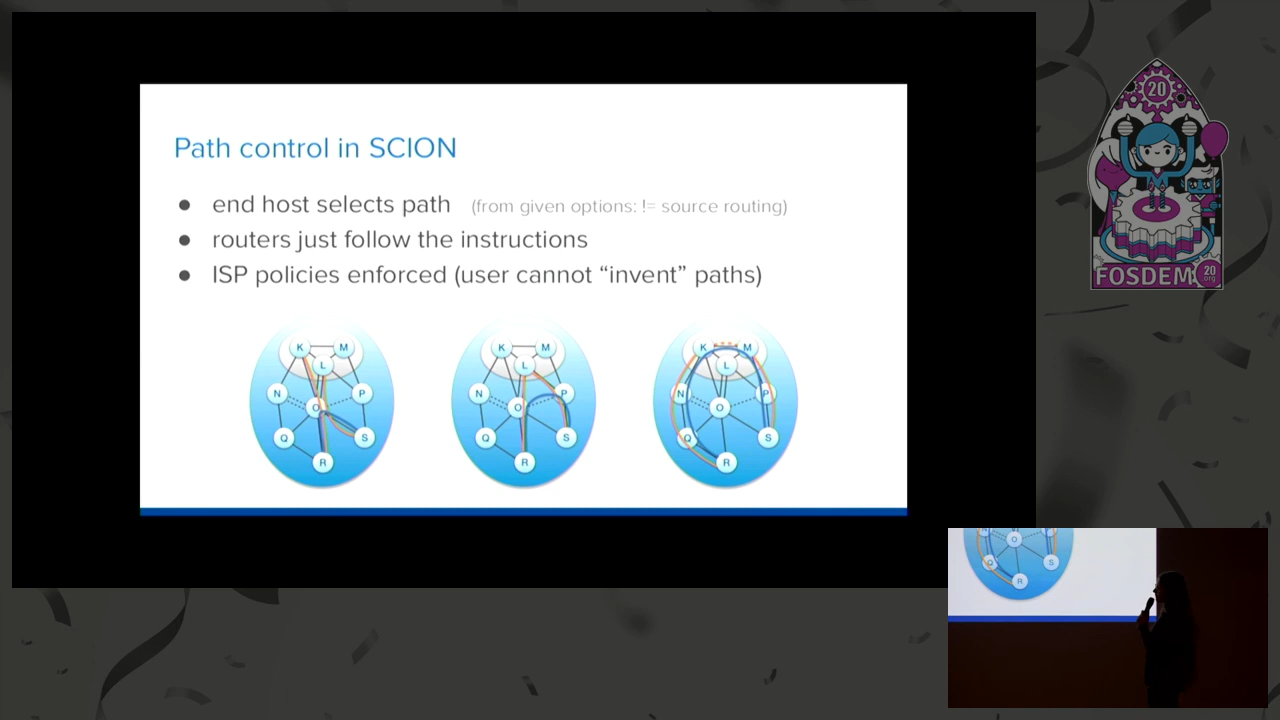 Path control in SCION
● end host selects path (from given options: != source routing)
● routers just follow the instructions
● ISP policies enforced (user cannot “invent” paths)
K M
L
N P
O
Q S
R
K M
L
N P
O
Q S
R
K M
L
N P
O
Q S
R
20
FOSDEM
20
.org
O
Q S
R